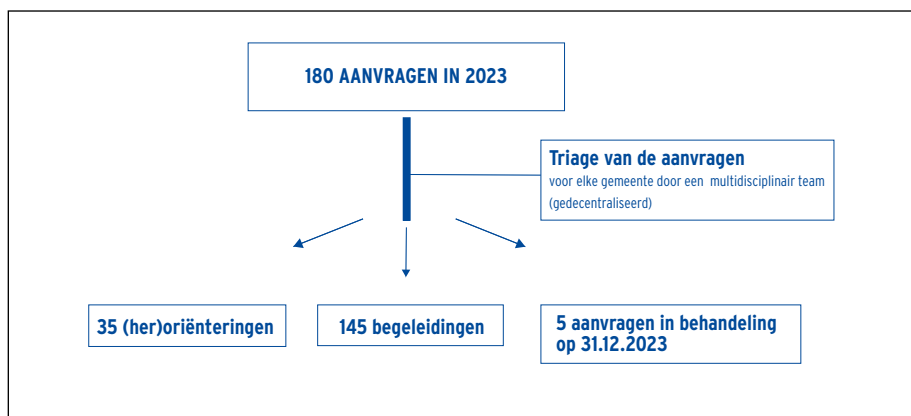 180 AANVRAGEN IN 2023
Triage van de aanvragen
voor elke gemeente door een multidisciplinair team
(gedecentraliseerd)
35 (her)oriënteringen
145 begeleidingen
5 aanvragen in behandeling
op 31.12.2023